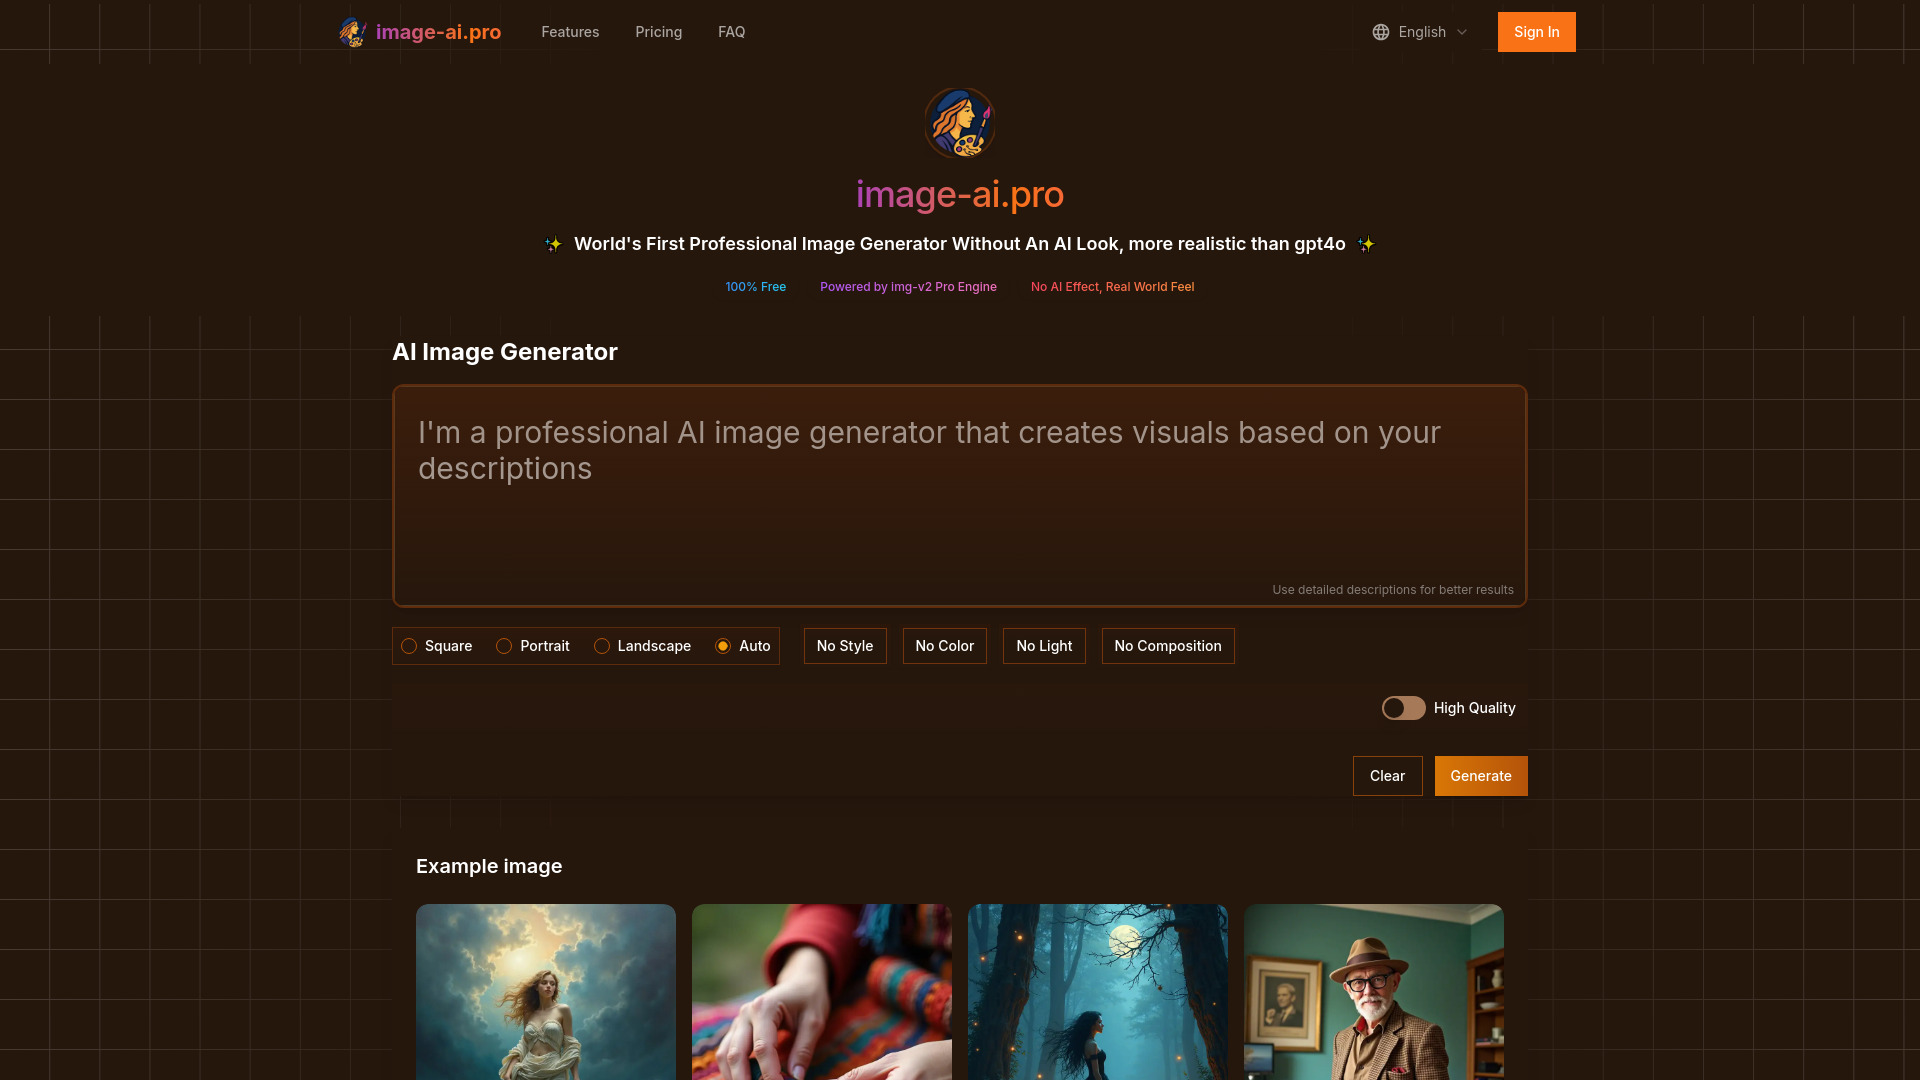 image-ai.pro
Features
Pricing
FAQ
English
Sign In
image-ai.pro
✨ World's First Professional Image Generator Without An AI Look, more realistic than gpt4o ✨
100% Free
Powered by img-v2 Pro Engine
No AI Effect, Real World Feel
AI Image Generator
I'm a professional AI image generator that creates visuals based on your
descriptions
Use detailed descriptions for better results
Square
Portrait
Landscape
Auto
No Style
No Color
No Light
No Composition
High Quality
Clear
Generate
Example image